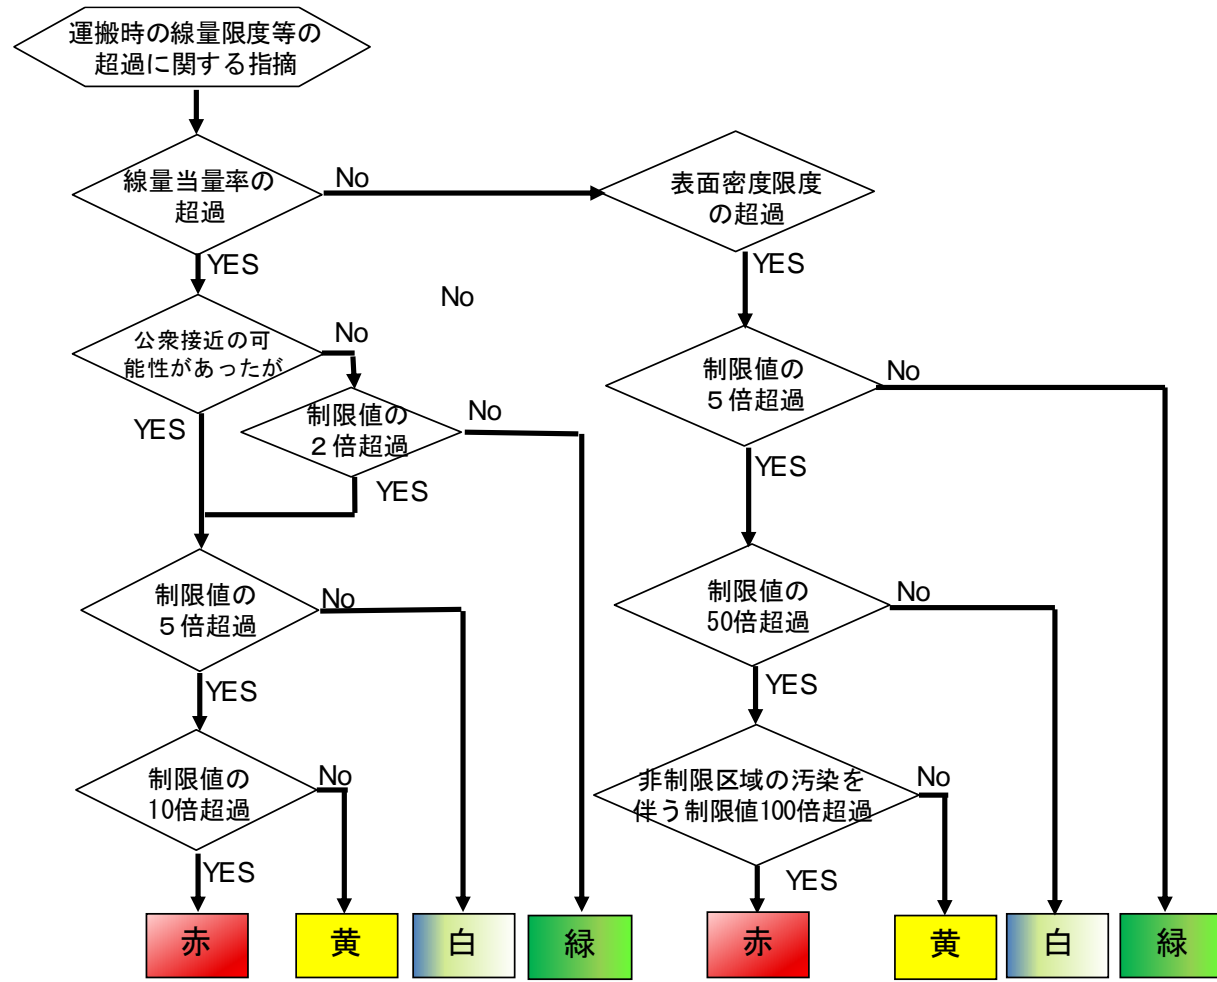 運搬時の線量限度等の
超過に関する指摘
線量当量率の
超過
No
表面密度限度
の超過
YES
YES
No
公衆接近の可
能性があったが
No
制限値の
５倍超過
No
YES
制限値の
２倍超過
No
YES
YES
制限値の
５倍超過
No
制限値の
50倍超過
No
YES
YES
制限値の
10倍超過
No
非制限区域の汚染を
伴う制限値100倍超過
No
YES
YES
赤
黄
白
緑
赤
黄
白
緑